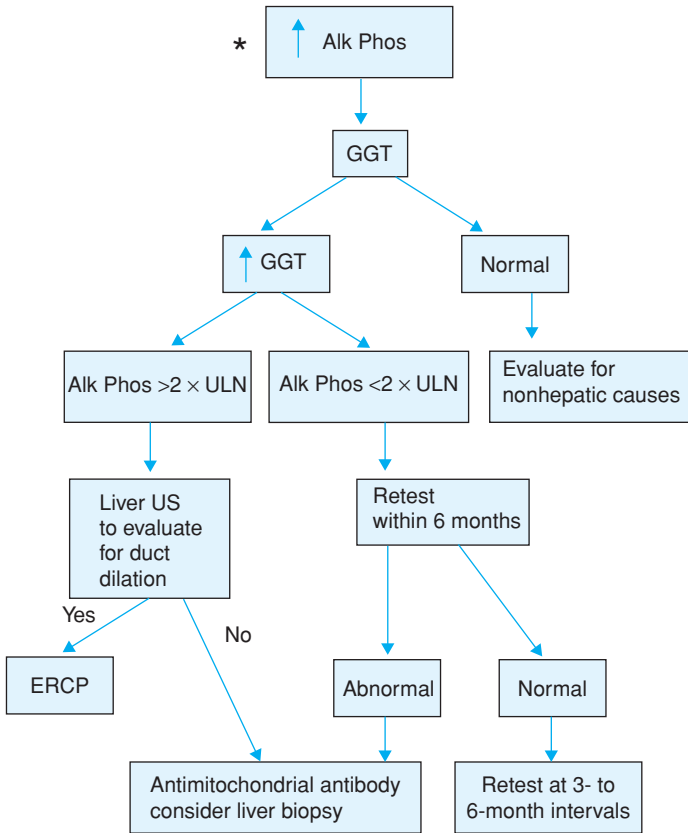 * Alk Phos
GGT
GGT
Normal
Alk Phos >2 × ULN
Alk Phos <2 × ULN
Evaluate for
nonhepatic causes
Liver US
to evaluate
for duct
dilation
Retest
within 6 months
Yes
No
ERCP
Abnormal
Normal
Antimitochondrial antibody
consider liver biopsy
Retest at 3- to
6-month intervals